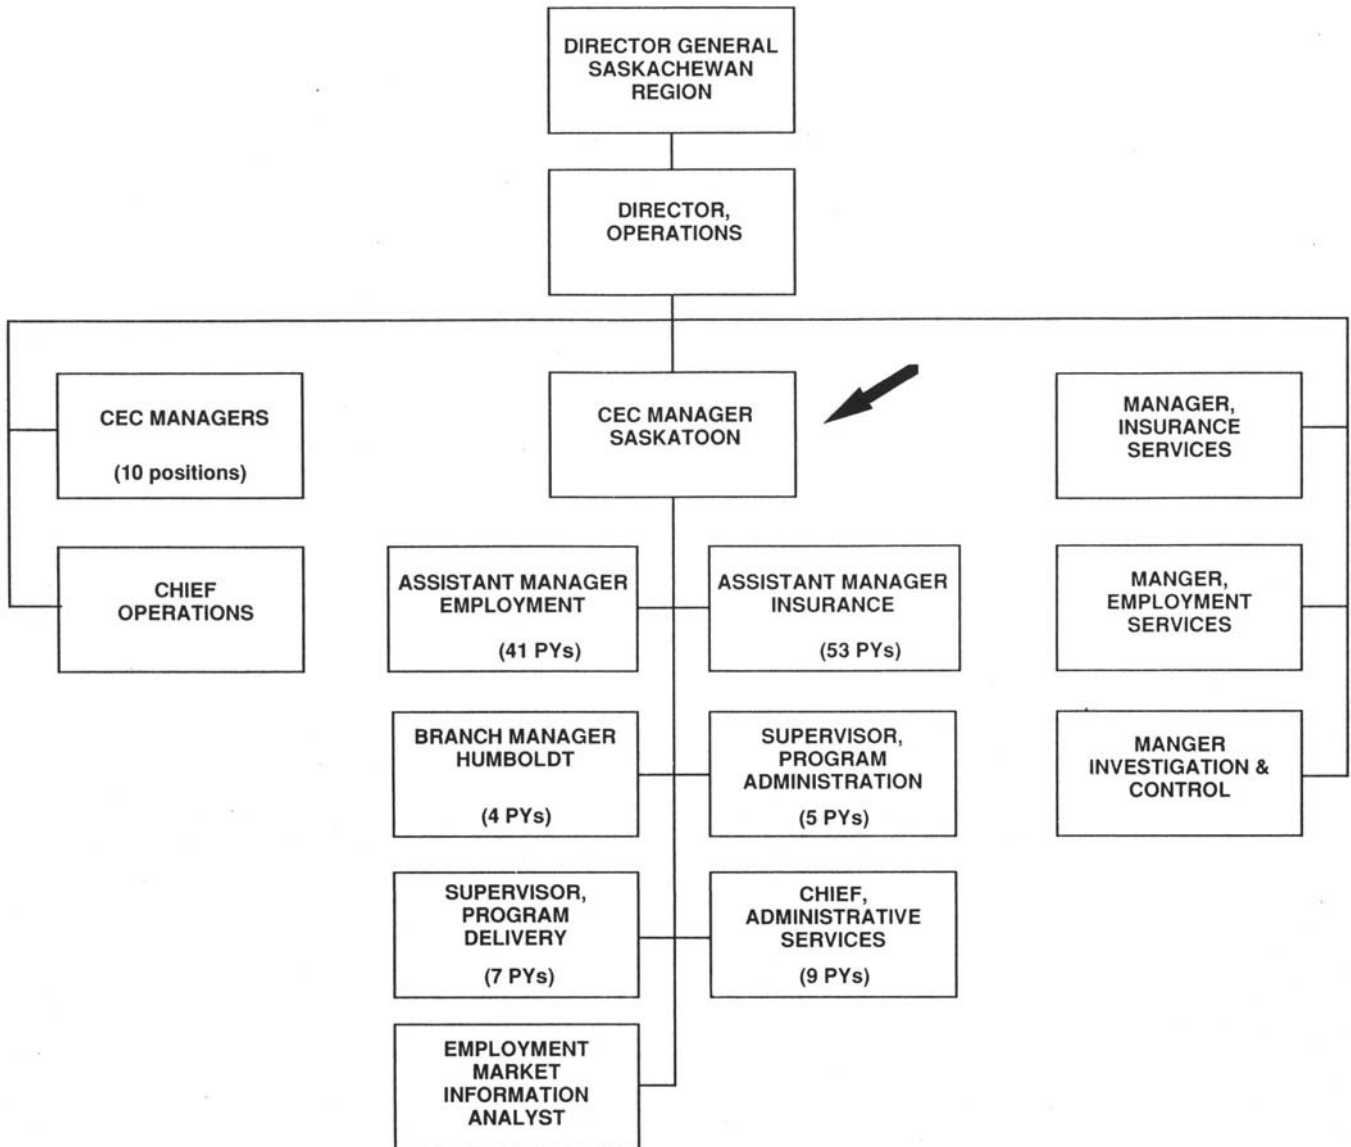 DIRECTOR GENERAL
SASKACHEWAN
REGION
DIRECTOR,
OPERATIONS
CEC MANAGERS
(10 positions)
CEC MANAGER
SASKATOON
MANAGER,
INSURANCE
SERVICES
CHIEF
OPERATIONS
ASSISTANT MANAGER
EMPLOYMENT
(41 PYs)
ASSISTANT MANAGER
INSURANCE
(53 PYs)
MANGER,
EMPLOYMENT
SERVICES
BRANCH MANAGER
HUMBOLDT
(4 PYs)
SUPERVISOR,
PROGRAM
ADMINISTRATION
(5 PYs)
MANGER
INVESTIGATION &
CONTROL
SUPERVISOR,
PROGRAM
DELIVERY
(7 PYs)
CHIEF,
ADMINISTRATIVE
SERVICES
(9 PYs)
EMPLOYMENT
MARKET
INFORMATION
ANALYST